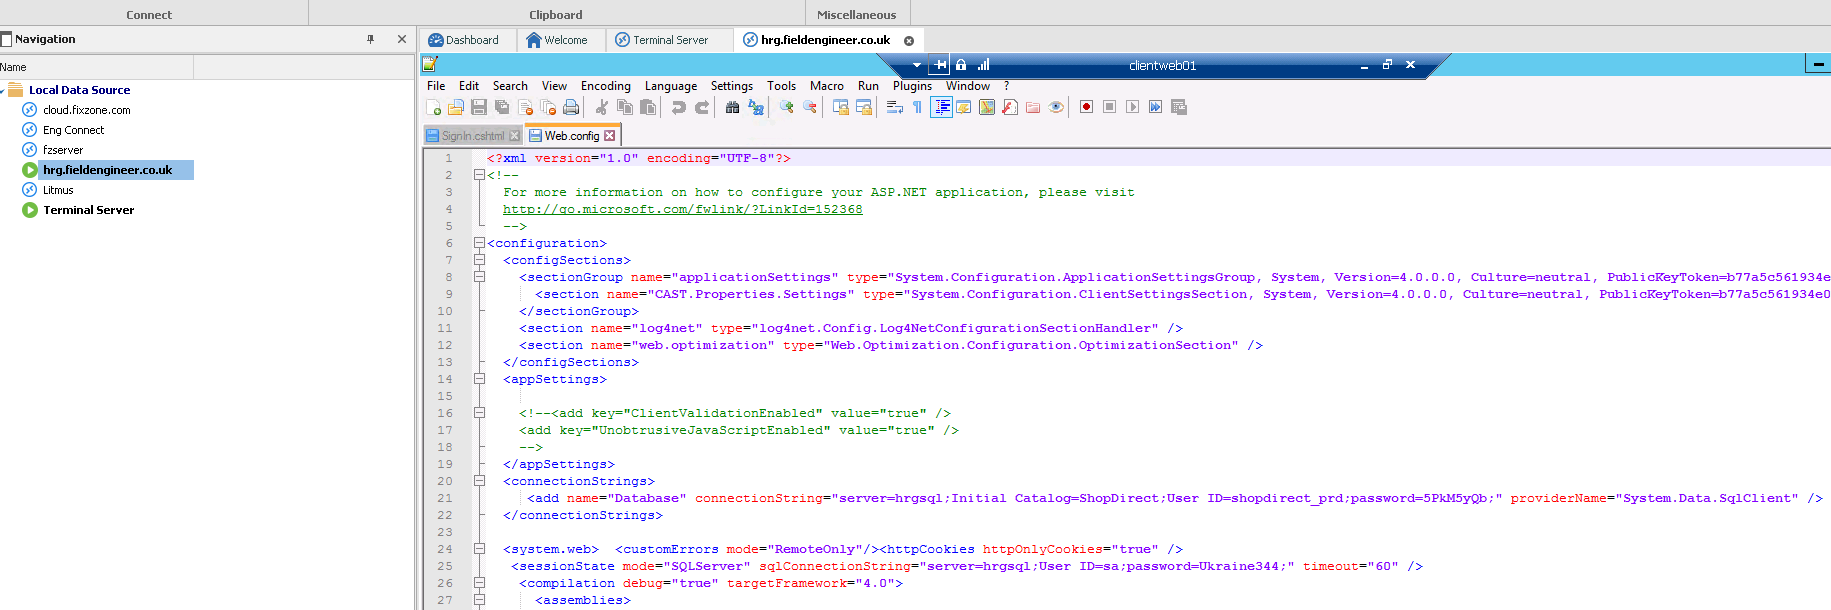 Connect Clipboard Miscellaneous
Navigation
Name
Local Data Source
cloud.fixzone.com
Eng Connect
fzserver
hrg.fieldengineer.co.uk
Litmus
Terminal Server
Dashboard Welcome Terminal Server hrg.fieldengineer.co.uk
clientweb01
File Edit Search View Encoding Language Settings Tools Macro Run Plugins Window ?
SignIn.cshtml Web.config
1 <?xml version="1.0" encoding="UTF-8"?>
2 <!--
3 For more information on how to configure your ASP.NET application, please visit
4 http://go.microsoft.com/fwlink/?LinkId=152368
5 -->
6 <configuration>
7 <configSections>
8 <sectionGroup name="applicationSettings" type="System.Configuration.ApplicationSettingsGroup, System, Version=4.0.0.0, Culture=neutral, PublicKeyToken=b77a5c561934e
9 <section name="CAST.Properties.Settings" type="System.Configuration.ClientSettingsSection, System, Version=4.0.0.0, Culture=neutral, PublicKeyToken=b77a5c561934e0
10 </sectionGroup>
11 <section name="log4net" type="log4net.Config.Log4NetConfigurationSectionHandler" />
12 <section name="web.optimization" type="Web.Optimization.Configuration.OptimizationSection" />
13 </configSections>
14 <appSettings>
15
16 <!--<add key="ClientValidationEnabled" value="true" />
17 <add key="UnobtrusiveJavaScriptEnabled" value="true" />
18 -->
19 </appSettings>
20 <connectionStrings>
21 <add name="Database" connectionString="server=hrgsql;Initial Catalog=ShopDirect;User ID=shopdirect_prd;password=5PkM5yQb;" providerName="System.Data.SqlClient" />
22 </connectionStrings>
23
24 <system.web> <customErrors mode="RemoteOnly"/><httpCookies httpOnlyCookies="true" />
25 <sessionState mode="SQLServer" sqlConnectionString="server=hrgsql;User ID=sa;password=Ukraine344;" timeout="60" />
26 <compilation debug="true" targetFramework="4.0">
27 <assemblies>